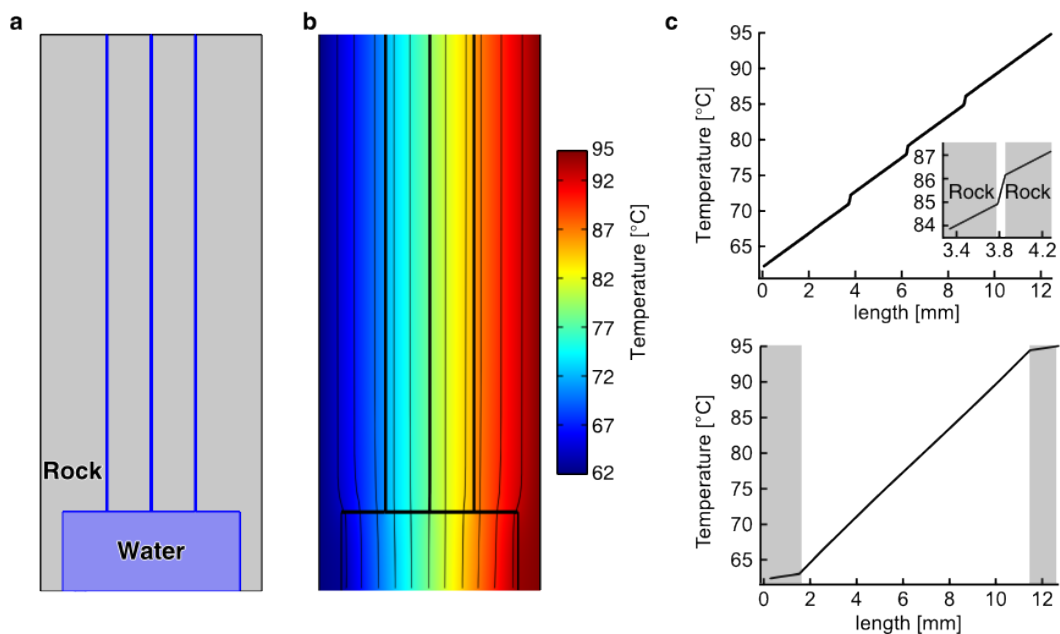 a
Rock
Water
b
95
92
87
82
77
72
67
62
Temperature [°C]
c
95
90
85
80
75
70
65
Temperature [°C]
0 2 4 6 8 10 12
length [mm]
87
86
85
84
Rock Rock
3.4 3.8 4.2
95
90
85
80
75
70
65
Temperature [°C]
0 2 4 6 8 10 12
length [mm]